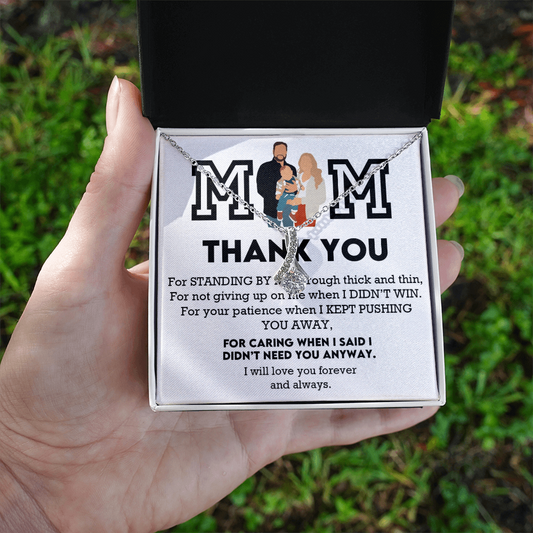 M M
THANK YOU
For STANDING BY rough thick and thin,
For not giving up on me when I DIDN'T WIN.
For your patience when I KEPT PUSHING
YOU AWAY,
FOR CARING WHEN I SAID I
DIDN'T NEED YOU ANYWAY.
I will love you forever
and always.